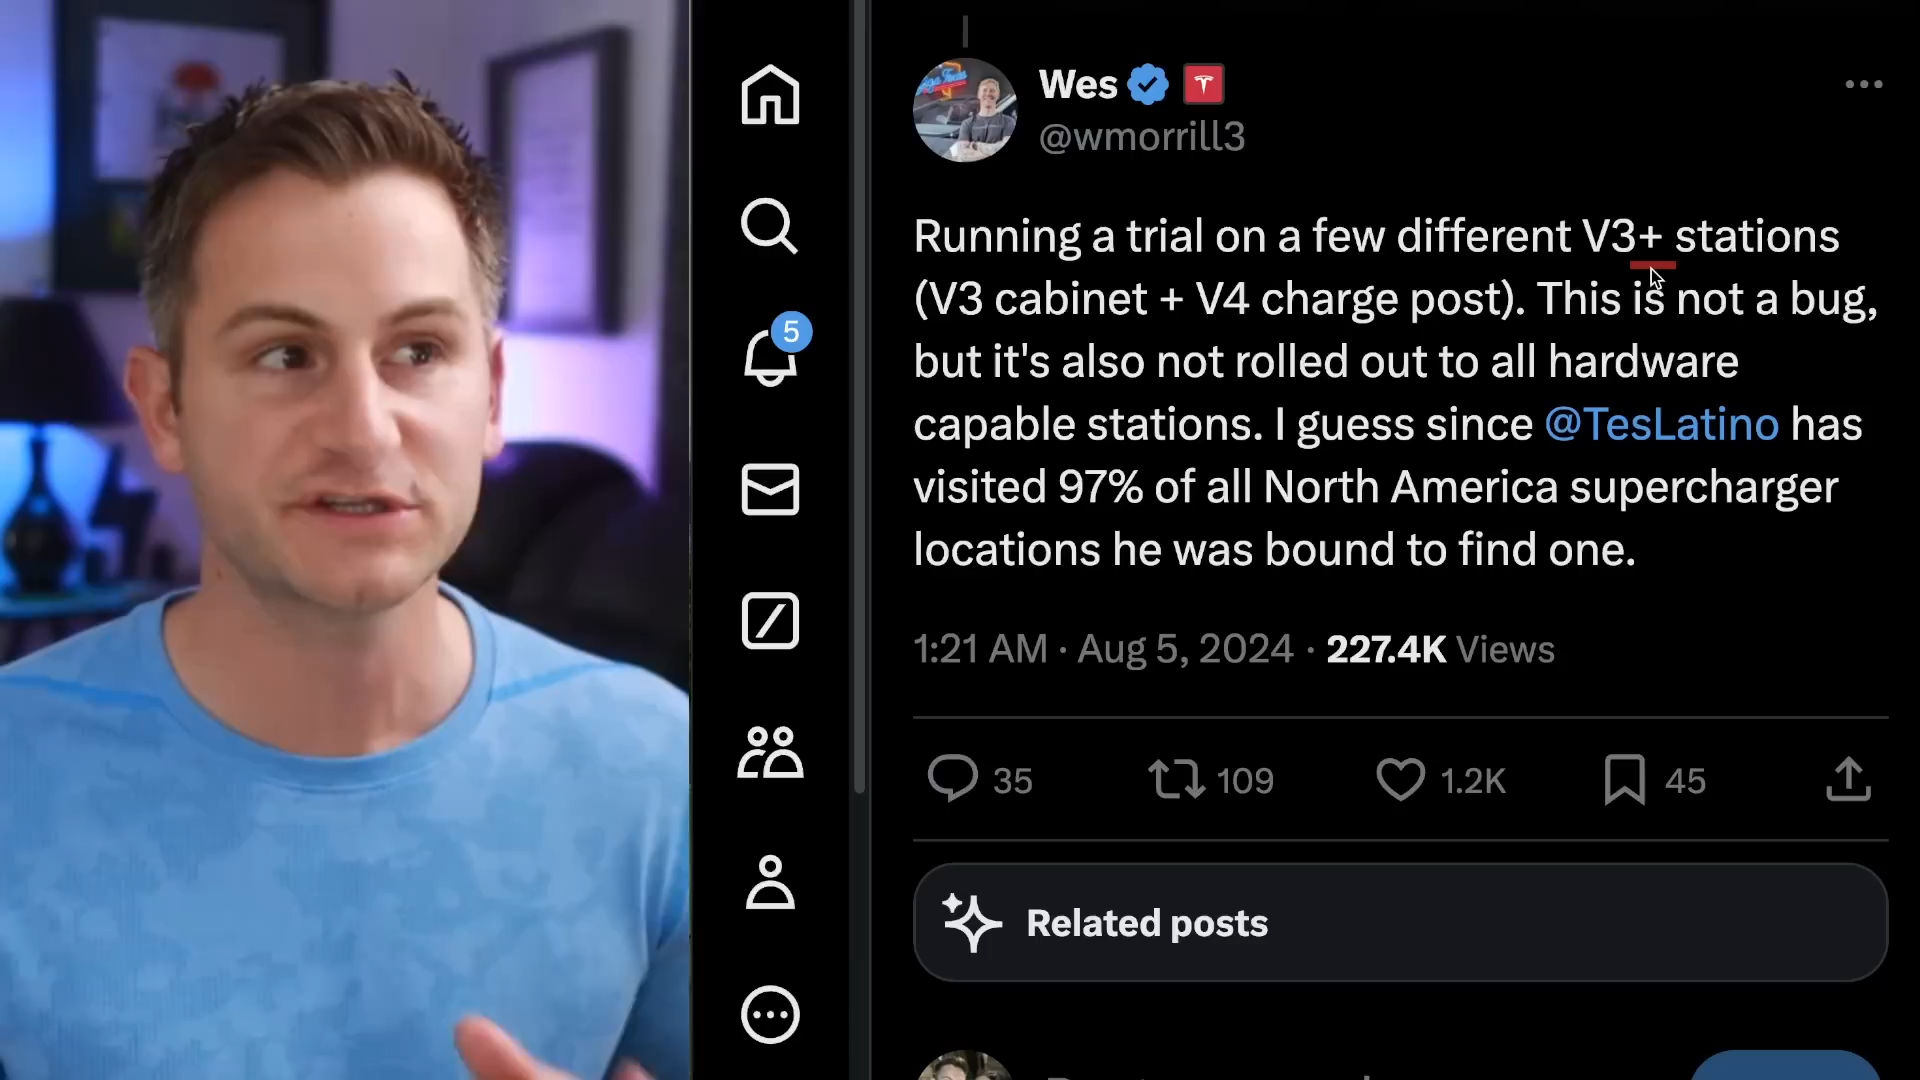 Wes
@wmorrill3
Running a trial on a few different V3+ stations
(V3 cabinet + V4 charge post). This is not a bug,
but it's also not rolled out to all hardware
capable stations. I guess since @TesLatino has
visited 97% of all North America supercharger
locations he was bound to find one.
1:21 AM · Aug 5, 2024 · 227.4K Views
35 109 1.2K 45
Related posts
5